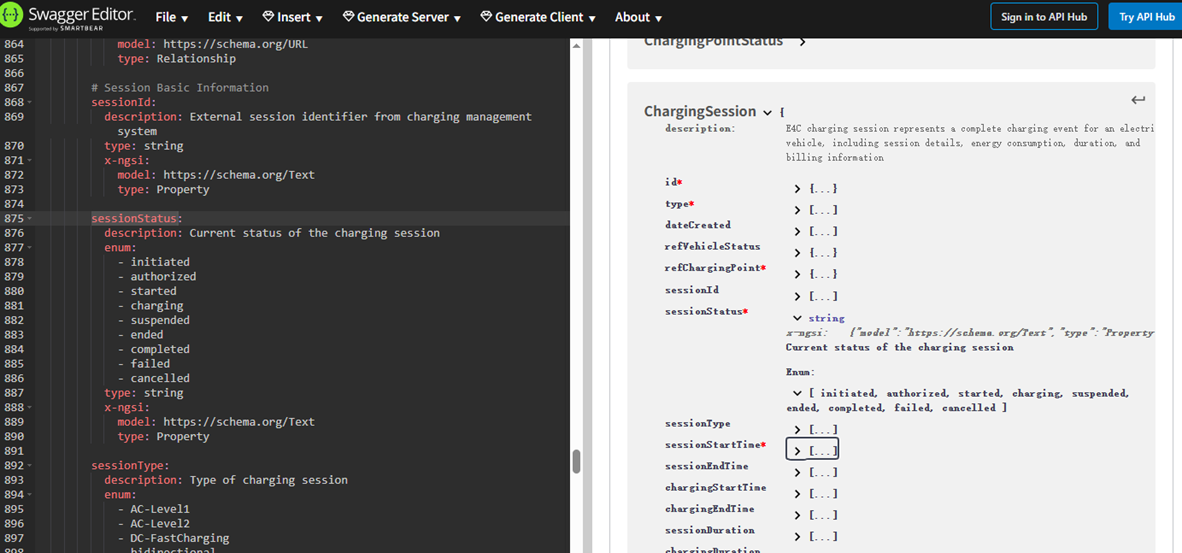 Swagger Editor.
Supported by SMARTBEAR
File ▾ Edit ▾ Insert ▾ Generate Server ▾ Generate Client ▾ About ▾
Sign in to API Hub
Try API Hub
864 model: https://schema.org/URL
865 type: Relationship
866
867 # Session Basic Information
868 sessionId:
869 description: External session identifier from charging management
system
870 type: string
871 x-ngsi:
872 model: https://schema.org/Text
873 type: Property
874
875 sessionStatus:
876 description: Current status of the charging session
877 enum:
878 - initiated
879 - authorized
880 - started
881 - charging
882 - suspended
883 - ended
884 - completed
885 - failed
886 - cancelled
887 type: string
888 x-ngsi:
889 model: https://schema.org/Text
890 type: Property
891
892 sessionType:
893 description: Type of charging session
894 enum:
895 - AC-Level1
896 - AC-Level2
897 - DC-FastCharging
898 - bidirectional
ChargingPointStatus >
ChargingSession ∨ {
description: E4C charging session represents a complete charging event for an electri
vehicle, including session details, energy consumption, duration, and
billing information
id* > {...}
type* > [...]
dateCreated > [...]
refVehicleStatus > {...}
refChargingPoint* > {...}
sessionId > [...]
sessionStatus* ∨ string
x-ngsi: {"model":"https://schema.org/Text","type":"Property
Current status of the charging session
Enum:
∨ [ initiated, authorized, started, charging, suspended,
ended, completed, failed, cancelled ]
sessionType > [...]
sessionStartTime* > [...]
sessionEndTime > [...]
chargingStartTime > [...]
chargingEndTime > [...]
sessionDuration > [...]
chargingDuration